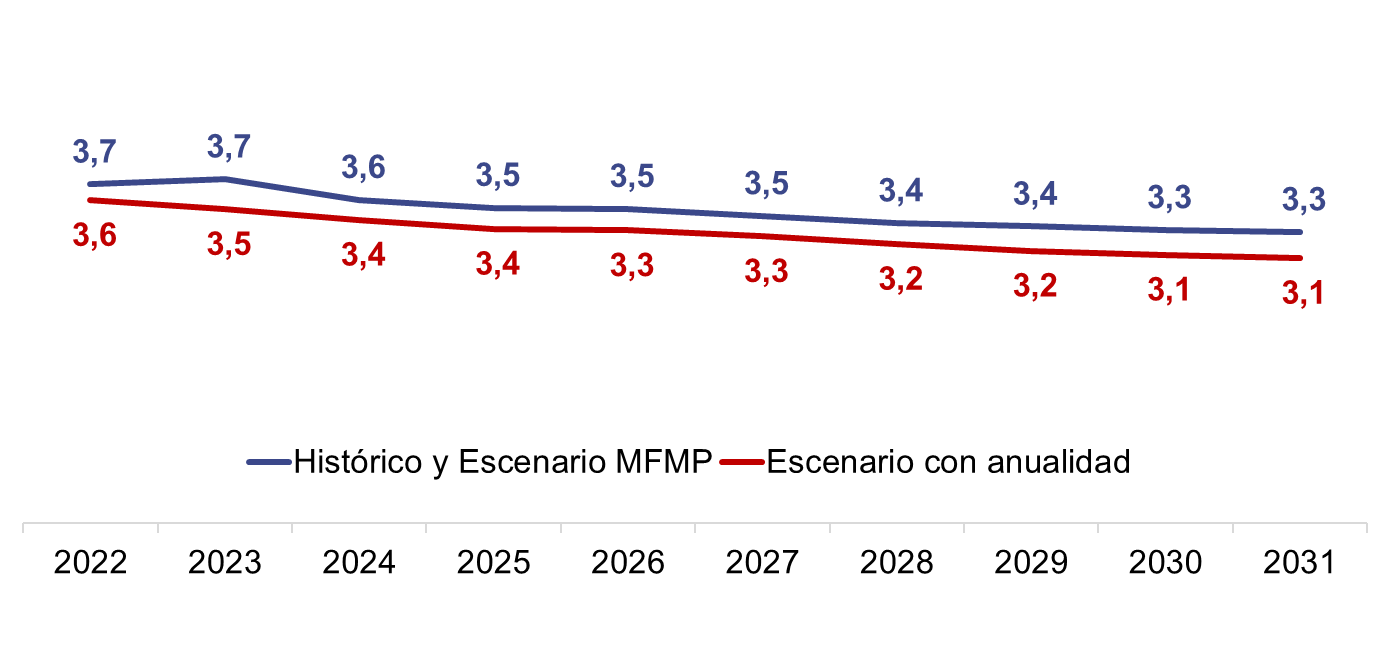 3,7 3,7 3,6 3,5 3,5 3,5 3,4 3,4 3,3 3,3
3,6 3,5 3,4 3,4 3,3 3,3 3,2 3,2 3,1 3,1
Histórico y Escenario MFMP Escenario con anualidad
2022 2023 2024 2025 2026 2027 2028 2029 2030 2031